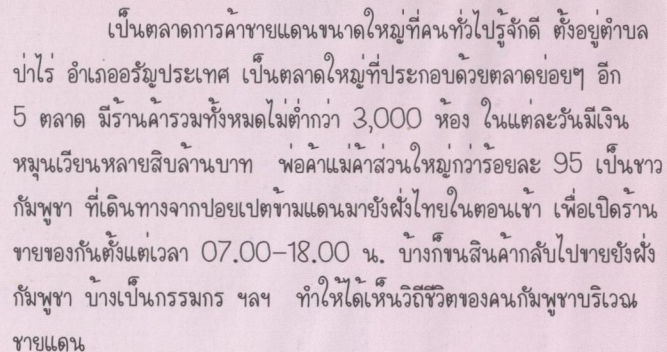 เป็นตลาดการค้าชายแดนขนาดใหญ่ที่คนทั่วไปรู้จักดี ตั้งอยู่ตำบล
ป่าไร่ อำเภออรัญประเทศ เป็นตลาดใหญ่ที่ประกอบด้วยตลาดย่อยๆ อีก
5 ตลาด มีร้านค้ารวมทั้งหมดไม่ต่ำกว่า 3,000 ห้อง ในแต่ละวันมีเงิน
หมุนเวียนหลายสิบล้านบาท พ่อค้าแม่ค้าส่วนใหญ่กว่าร้อยละ 95 เป็นชาว
กัมพูชา ที่เดินทางจากปอยเปตข้ามแดนมายังฝั่งไทยในตอนเช้า เพื่อเปิดร้าน
ขายของกันตั้งแต่เวลา 07.00-18.00 น. บ้างก็ขนสินค้ากลับไปขายยังฝั่ง
กัมพูชา บ้างเป็นกรรมกร ฯลฯ ทำให้ได้เห็นวิถีชีวิตของคนกัมพูชาบริเวณ
ชายแดน